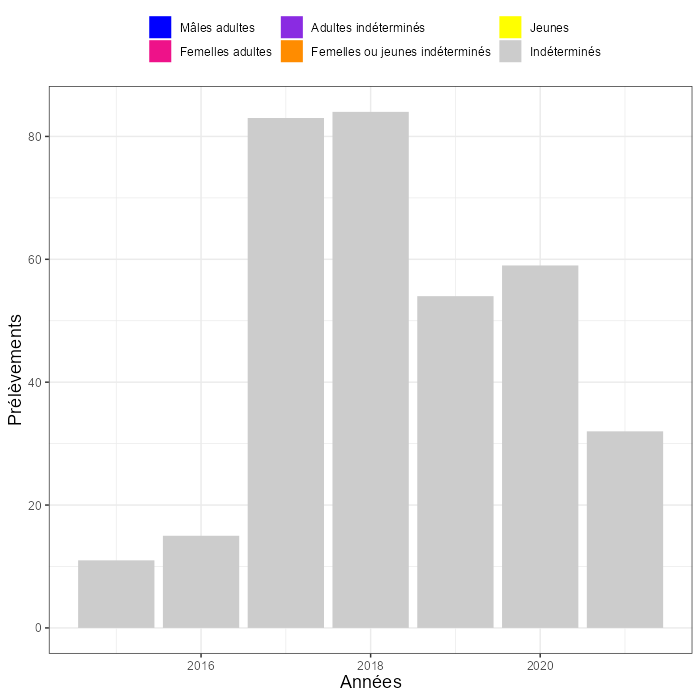 Mâles adultes Adultes indéterminés Jeunes
Femelles adultes Femelles ou jeunes indéterminés Indéterminés
Prélèvements
80
60
40
20
0
2016 2018 2020
Années